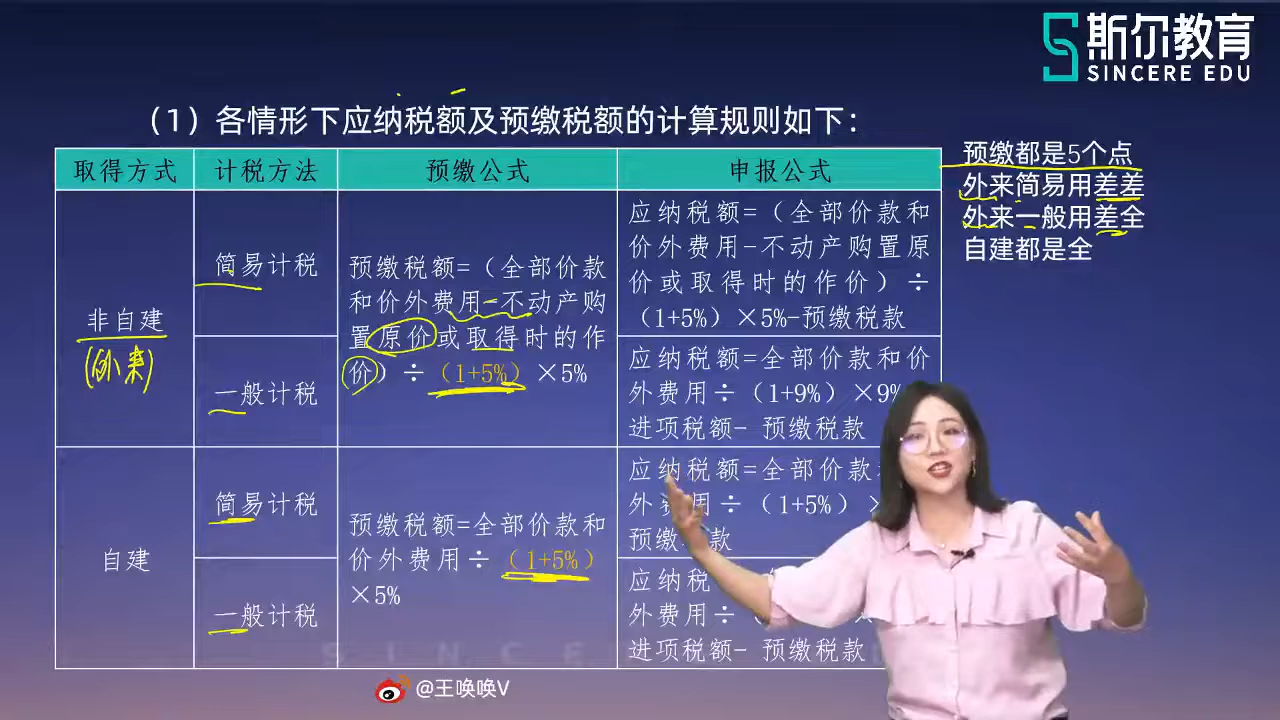 斯尔教育
SINCERE EDU
（1）各情形下应纳税额及预缴税额的计算规则如下：
预缴都是5个点
外来简易用差差
外来一般用差全
自建都是全
取得方式 计税方法 预缴公式 申报公式
非自建
(外来)
简易计税
一般计税
预缴税额=（全部价款
和价外费用-不动产购
置原价或取得时的作
价）÷（1+5%）×5%
应纳税额=（全部价款和
价外费用-不动产购置原
价或取得时的作价）÷
（1+5%）×5%-预缴税款
应纳税额=全部价款和价
外费用÷（1+9%）×9%
进项税额- 预缴税款
自建
简易计税
一般计税
预缴税额=全部价款和
价外费用÷（1+5%）
×5%
应纳税额=全部价款
外费用÷（1+5%）×
预缴税款
应纳税
外费用÷（
进项税额- 预缴税款
SINCE
@王唤唤V